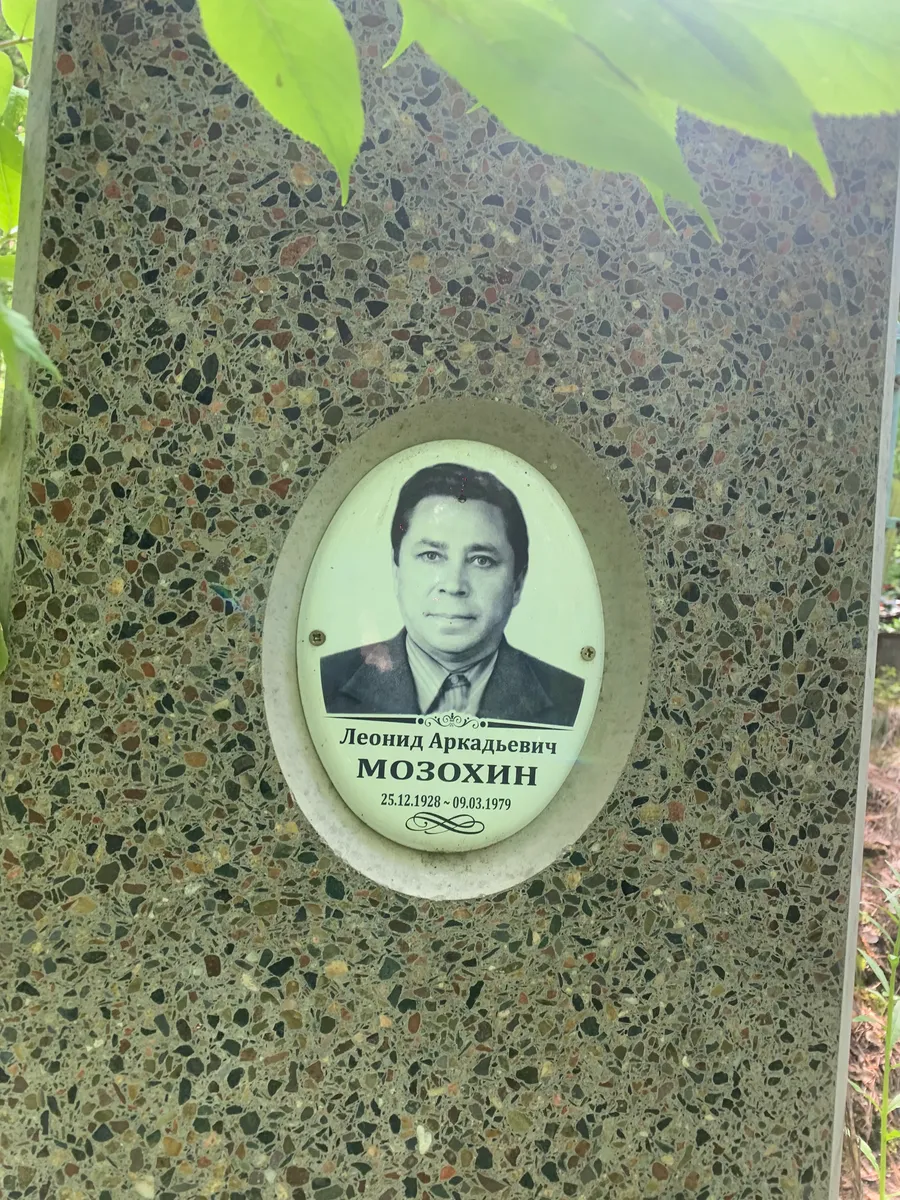 Леонид Аркадьевич
МОЗОХИН
25.12.1928 ~ 09.03.1979